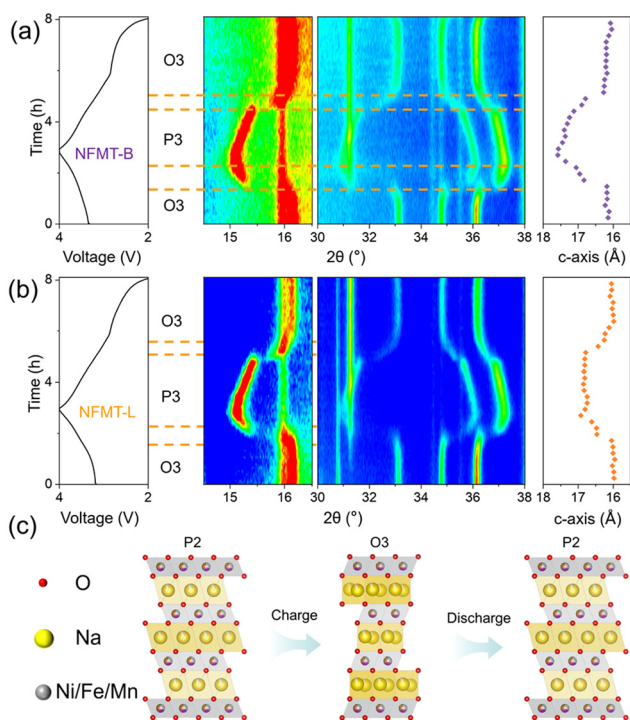 (a)
O3
P3
O3
NFMT-B
Time (h)
8
4
0
4 2
Voltage (V)
15 16 30 32 34 36 38
2θ (°)
18 17 16
c-axis (Å)
(b)
O3
P3
O3
NFMT-L
Time (h)
8
4
0
4 2
Voltage (V)
15 16 30 32 34 36 38
2θ (°)
18 17 16
c-axis (Å)
(c)
P2 O3 P2
O
Na
Ni/Fe/Mn
Charge
Discharge